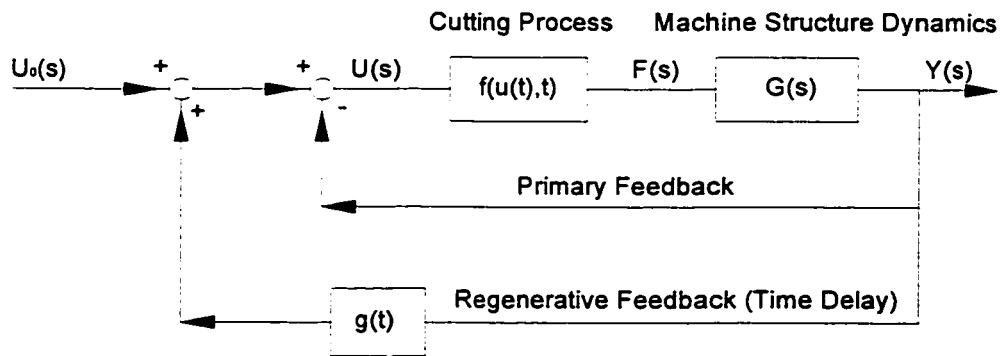 Cutting Process Machine Structure Dynamics
U₀(s) + + U(s) f(u(t),t) F(s) G(s) Y(s)
+ -
Primary Feedback
Regenerative Feedback (Time Delay)
g(t)